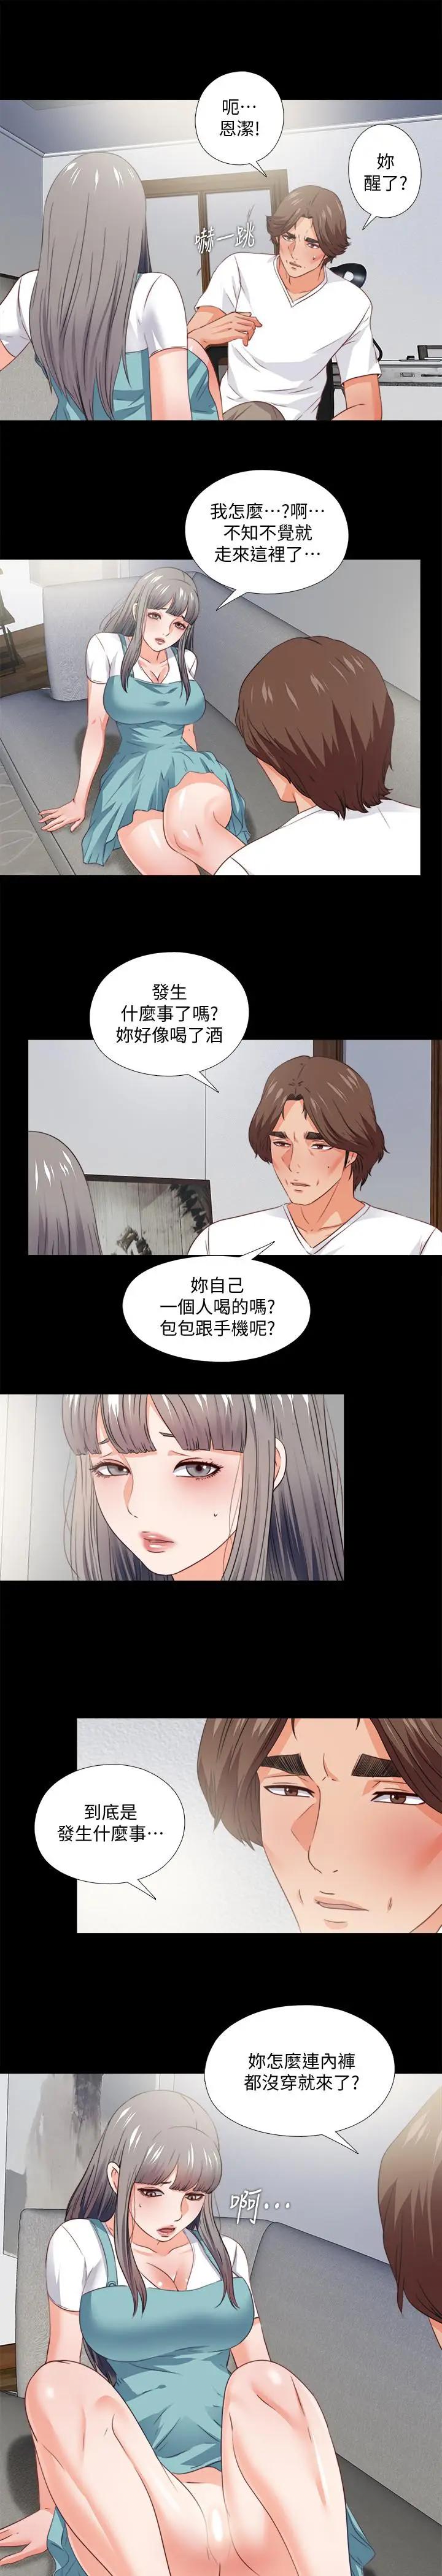 呃…
恩潔!
妳
醒了?
嚇一跳
我怎麼…?啊…
不知不覺就
走來這裡了…
發生
什麼事了嗎?
妳好像喝了酒
妳自己
一個人喝的嗎?
包包跟手機呢?
到底是
發生什麼事…
妳怎麼連內褲
都沒穿就來了?
啊…